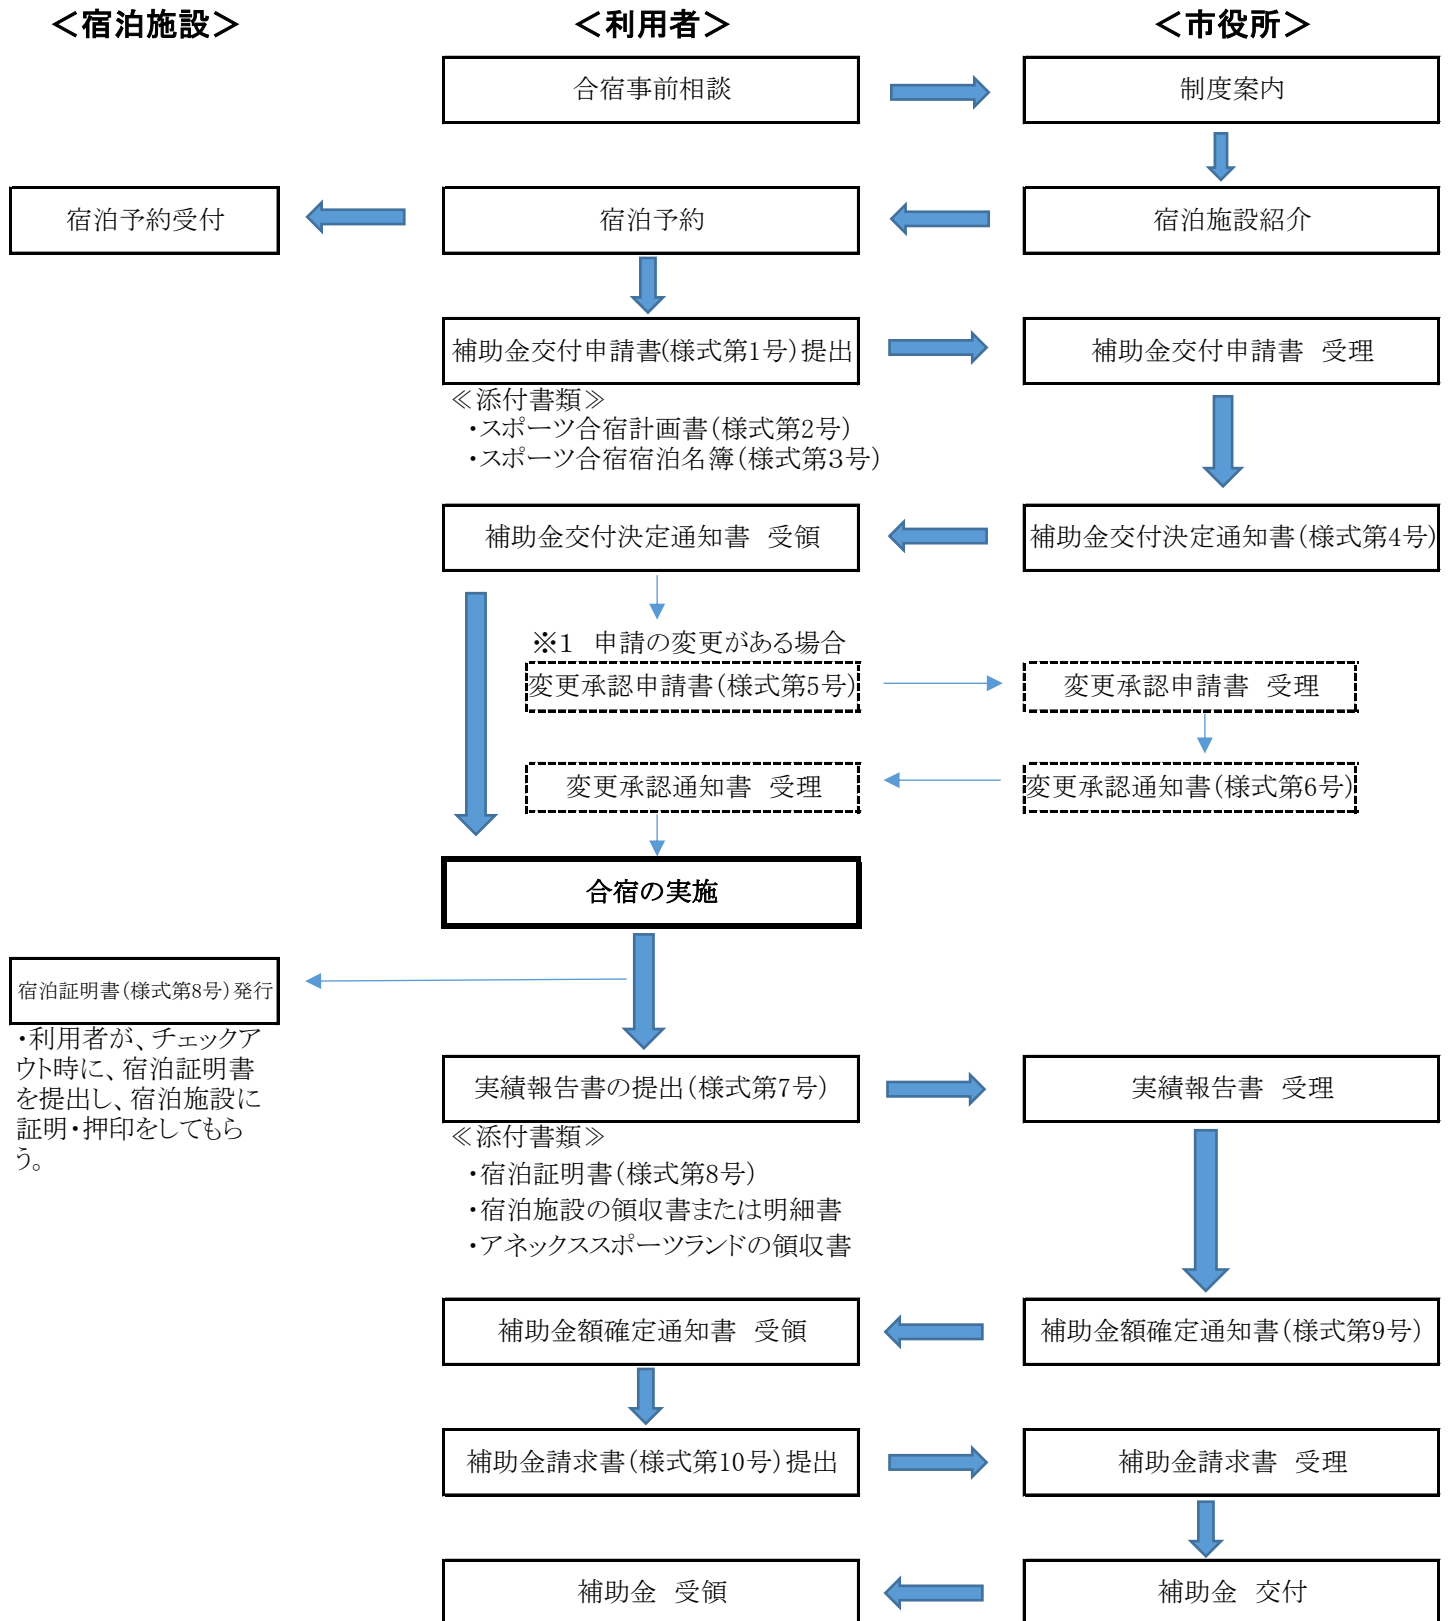 ＜宿泊施設＞
＜利用者＞
＜市役所＞
合宿事前相談
制度案内
宿泊予約受付
宿泊予約
宿泊施設紹介
補助金交付申請書(様式第1号)提出
補助金交付申請書　受理
≪添付書類≫
・スポーツ合宿計画書(様式第2号)
・スポーツ合宿宿泊名簿(様式第３号)
補助金交付決定通知書　受領
補助金交付決定通知書(様式第4号)
※1　申請の変更がある場合
変更承認申請書(様式第5号)
変更承認申請書　受理
変更承認通知書　受理
変更承認通知書(様式第6号)
合宿の実施
宿泊証明書(様式第8号)発行
・利用者が、チェックア
ウト時に、宿泊証明書
を提出し、宿泊施設に
証明・押印をしてもら
う。
実績報告書の提出(様式第7号)
実績報告書　受理
≪添付書類≫
・宿泊証明書(様式第8号)
・宿泊施設の領収書または明細書
・アネックススポーツランドの領収書
補助金額確定通知書　受領
補助金額確定通知書(様式第9号)
補助金請求書(様式第10号)提出
補助金請求書　受理
補助金　受領
補助金　交付